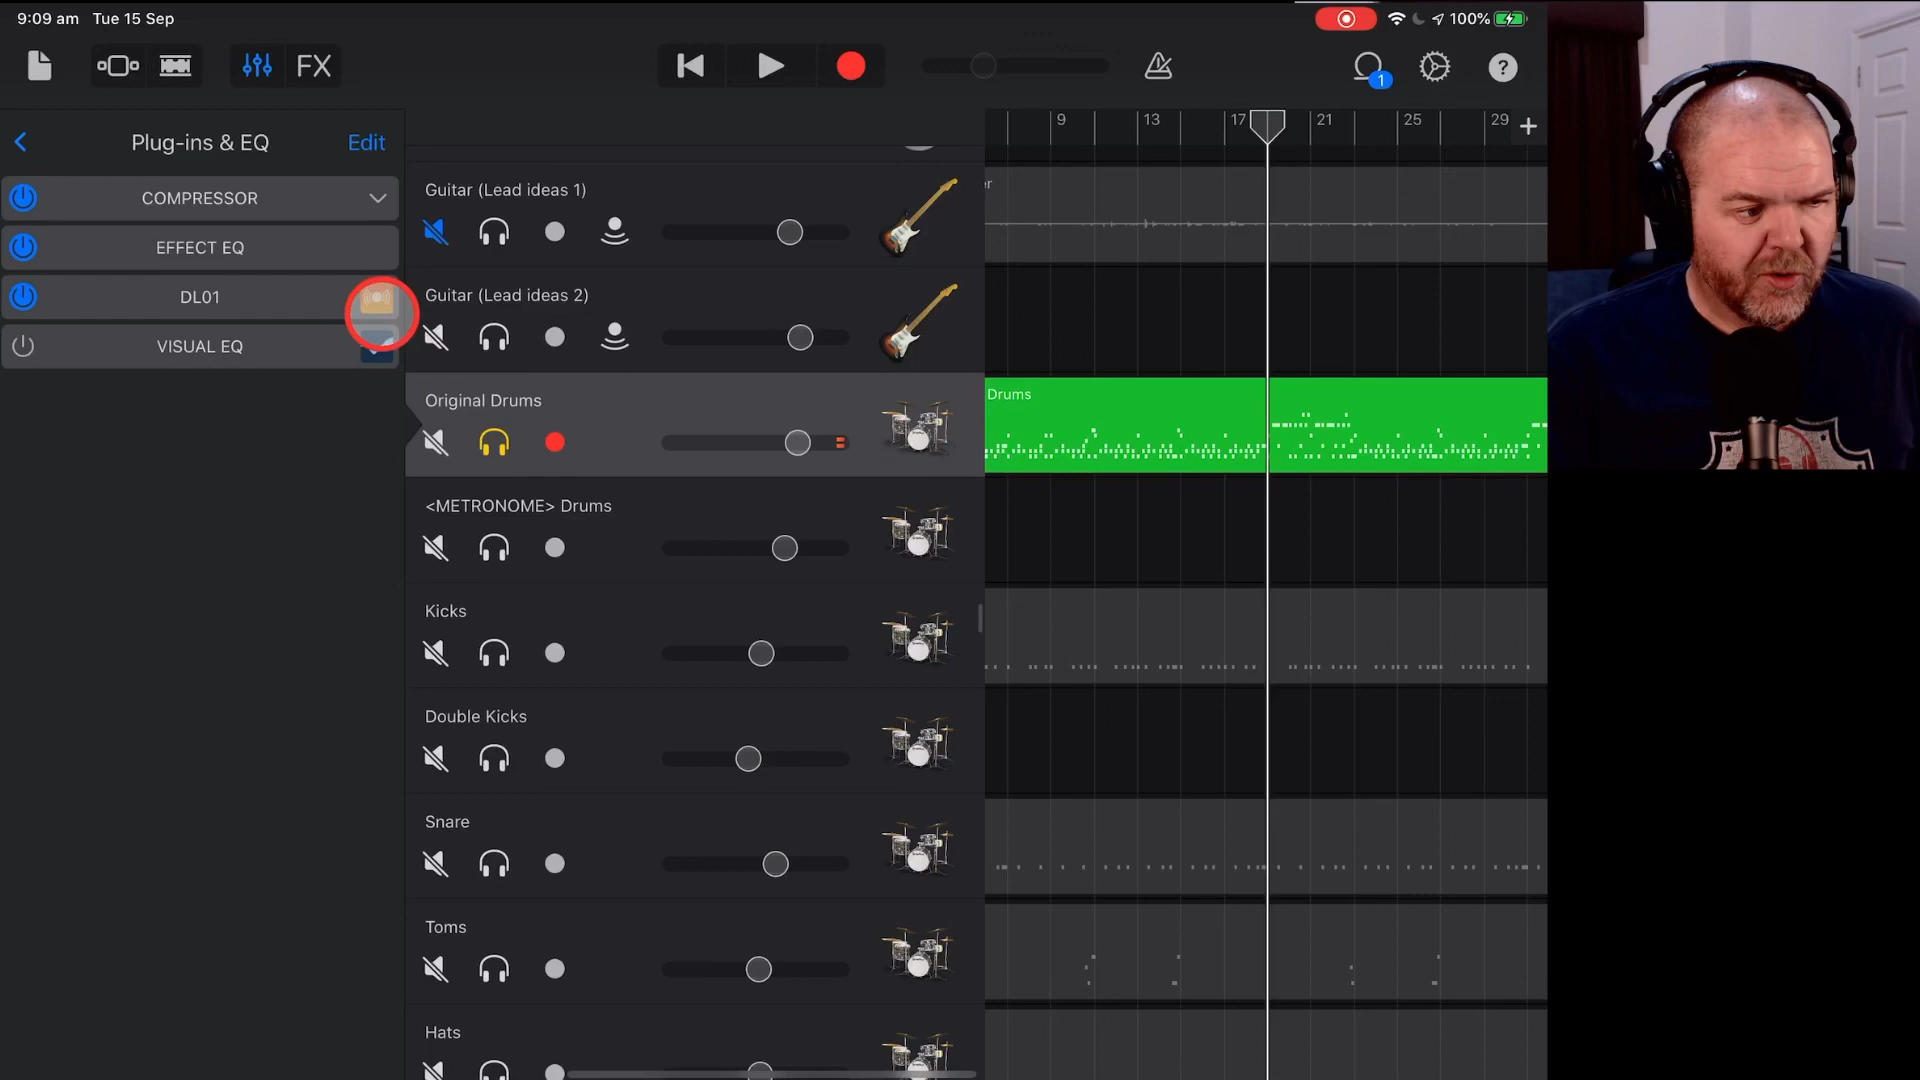 9:09 am Tue 15 Sep
100%
FX
1
?
Plug-ins & EQ
Edit
COMPRESSOR
EFFECT EQ
DL01
VISUAL EQ
9 13 17 21 25 29 +
Guitar (Lead ideas 1)
Guitar (Lead ideas 2)
Original Drums
<METRONOME> Drums
Kicks
Double Kicks
Snare
Toms
Hats
er
Drums